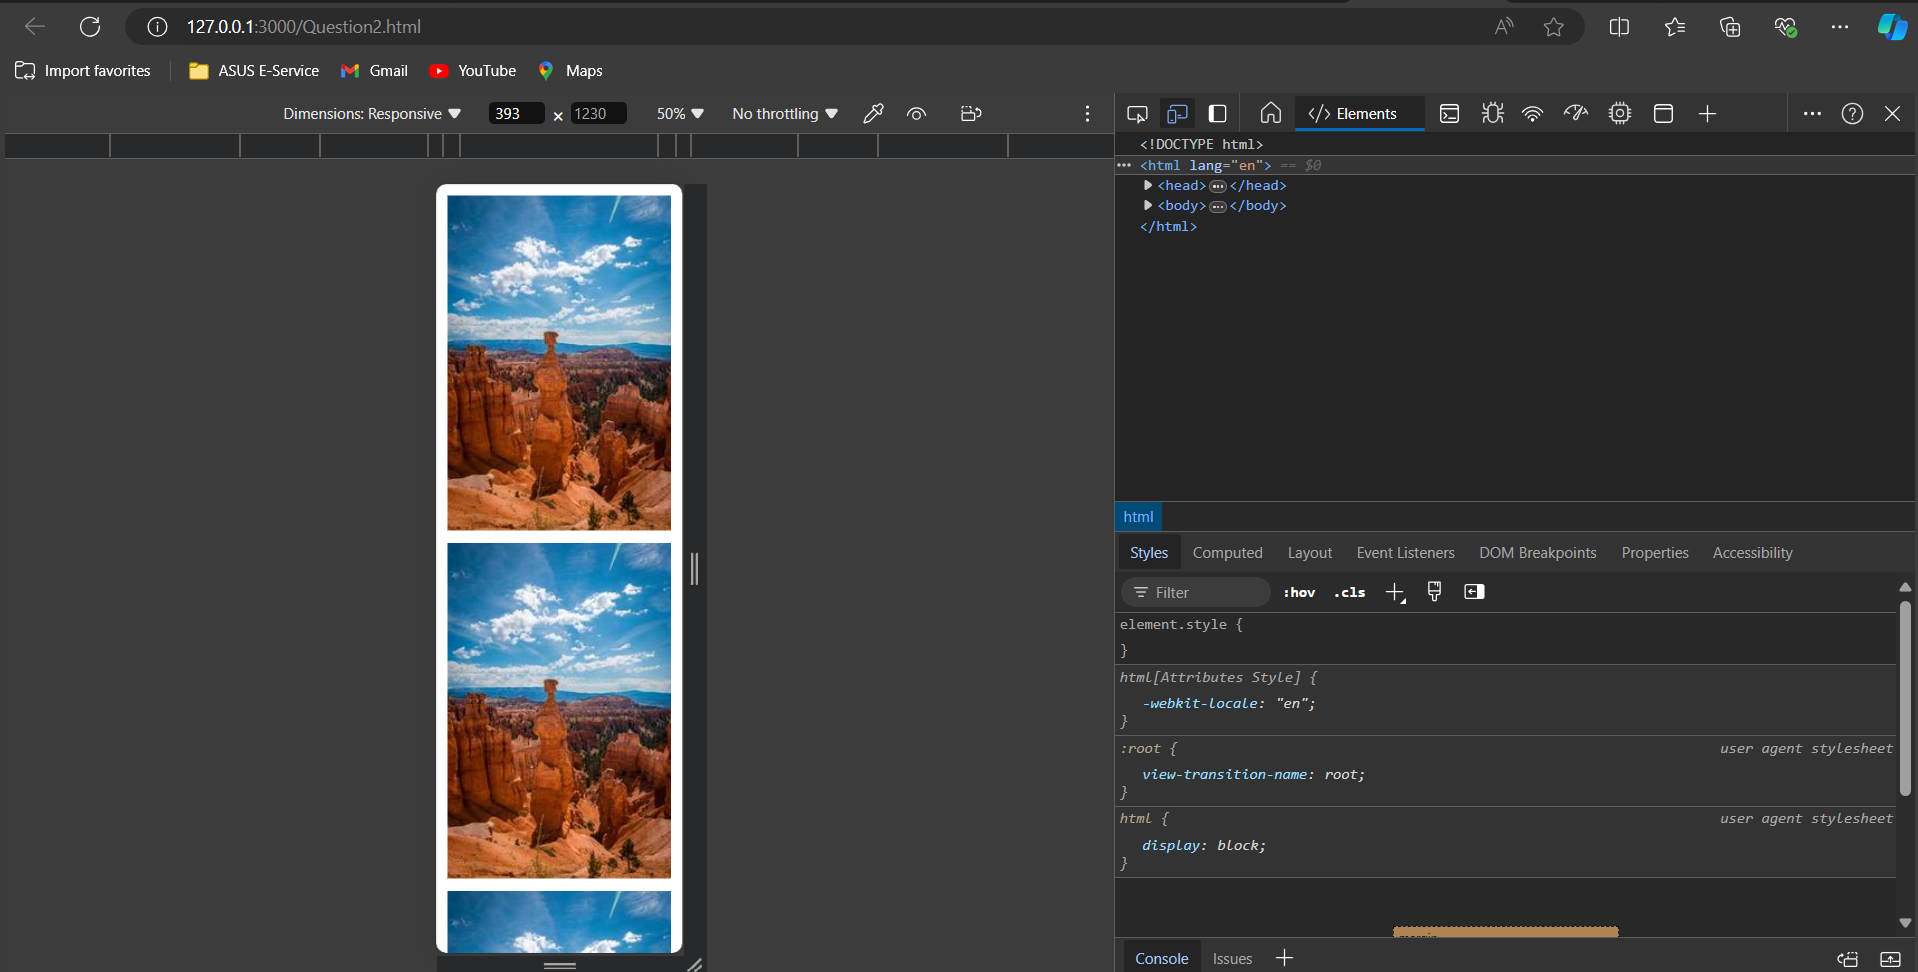 127.0.0.1:3000/Question2.html
Import favorites ASUS E-Service Gmail YouTube Maps
Dimensions: Responsive 393 × 1230 50% No throttling
</> Elements
<!DOCTYPE html>
<html lang="en"> == $0
<head> </head>
<body> </body>
</html>
html
Styles Computed Layout Event Listeners DOM Breakpoints Properties Accessibility
Filter :hov .cls
element.style {
}
html[Attributes Style] {
-webkit-locale: "en";
}
:root { user agent stylesheet
view-transition-name: root;
}
html { user agent stylesheet
display: block;
}
Console Issues